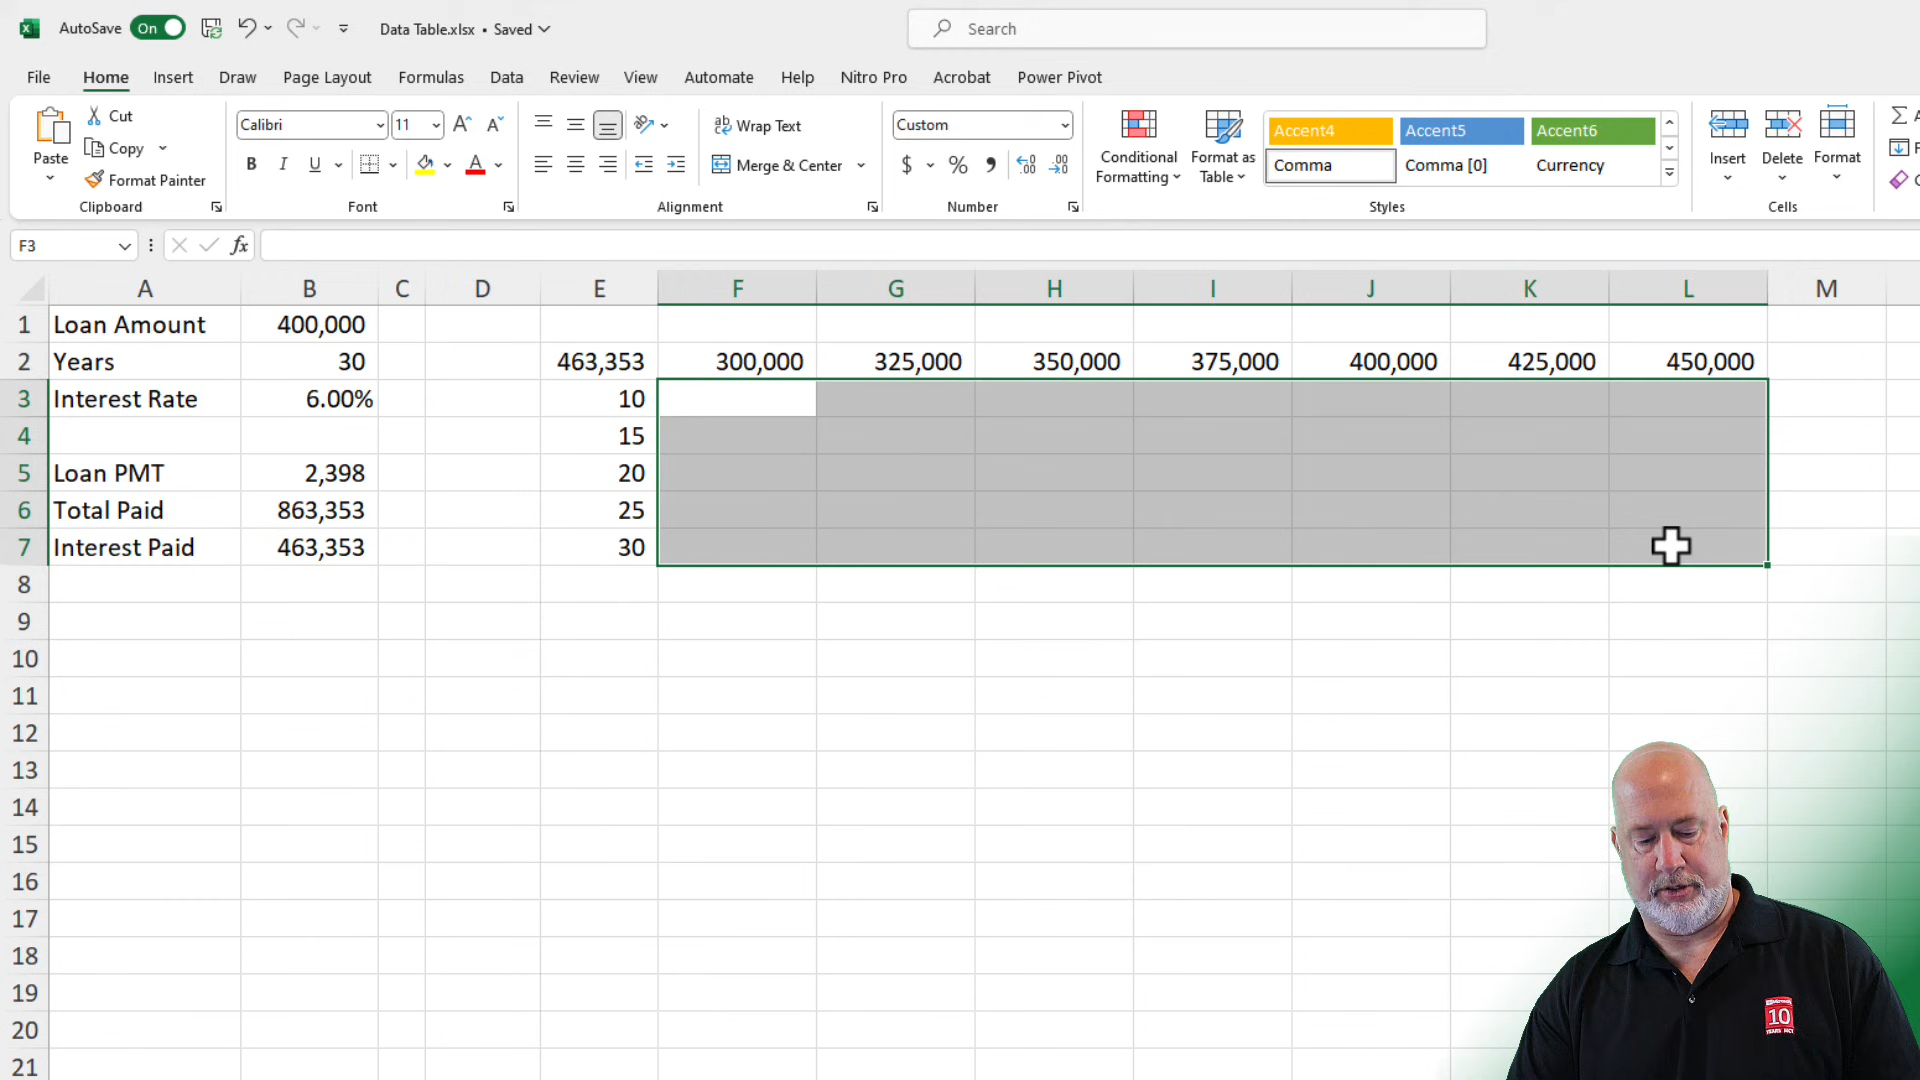 AutoSave On Data Table.xlsx • Saved Search
File Home Insert Draw Page Layout Formulas Data Review View Automate Help Nitro Pro Acrobat Power Pivot
Paste
Cut
Copy
Format Painter
Clipboard
Calibri 11
B I U
Font
Wrap Text
Merge & Center
Alignment
Custom
$ %
Number
Conditional Formatting
Format as Table
Accent4 Accent5 Accent6
Comma Comma [0] Currency
Styles
Insert Delete Format
Cells
F3 fx
A B C D E F G H I J K L M
1 Loan Amount 400,000
2 Years 30 463,353 300,000 325,000 350,000 375,000 400,000 425,000 450,000
3 Interest Rate 6.00% 10
4 15
5 Loan PMT 2,398 20
6 Total Paid 863,353 25
7 Interest Paid 463,353 30
8
9
10
11
12
13
14
15
16
17
18
19
20
21
10